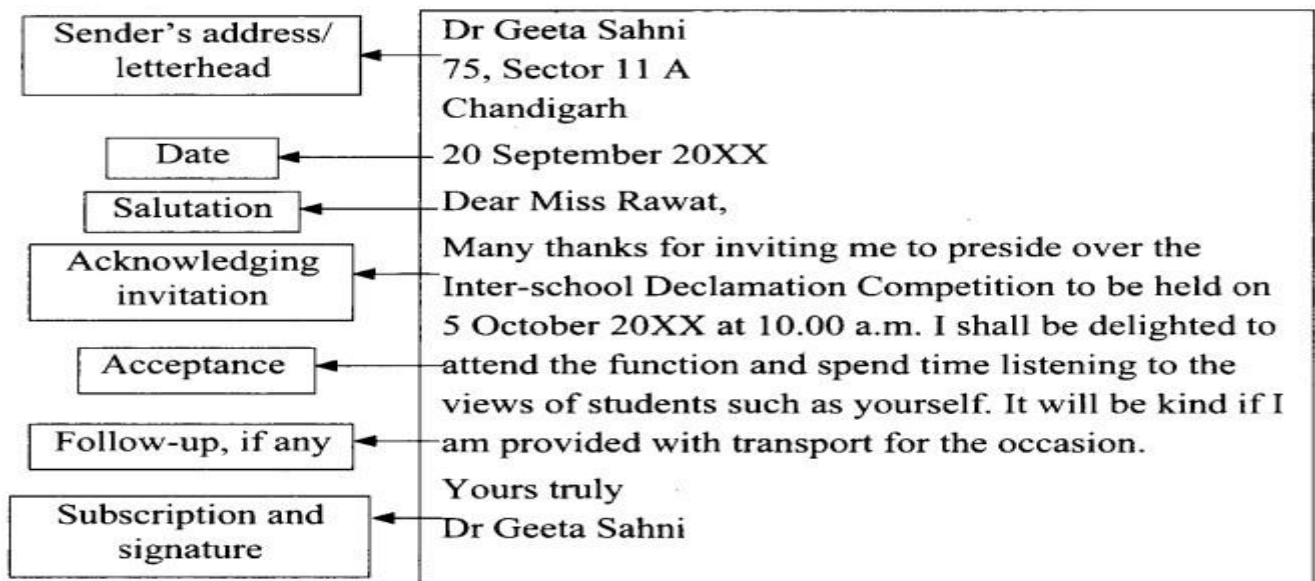 Sender's address/
letterhead
Dr Geeta Sahni
75, Sector 11 A
Chandigarh
Date
20 September 20XX
Salutation
Dear Miss Rawat,
Acknowledging
invitation
Many thanks for inviting me to preside over the
Inter-school Declamation Competition to be held on
5 October 20XX at 10.00 a.m. I shall be delighted to
Acceptance
attend the function and spend time listening to the
views of students such as yourself. It will be kind if I
Follow-up, if any
am provided with transport for the occasion.
Subscription and
signature
Yours truly
Dr Geeta Sahni